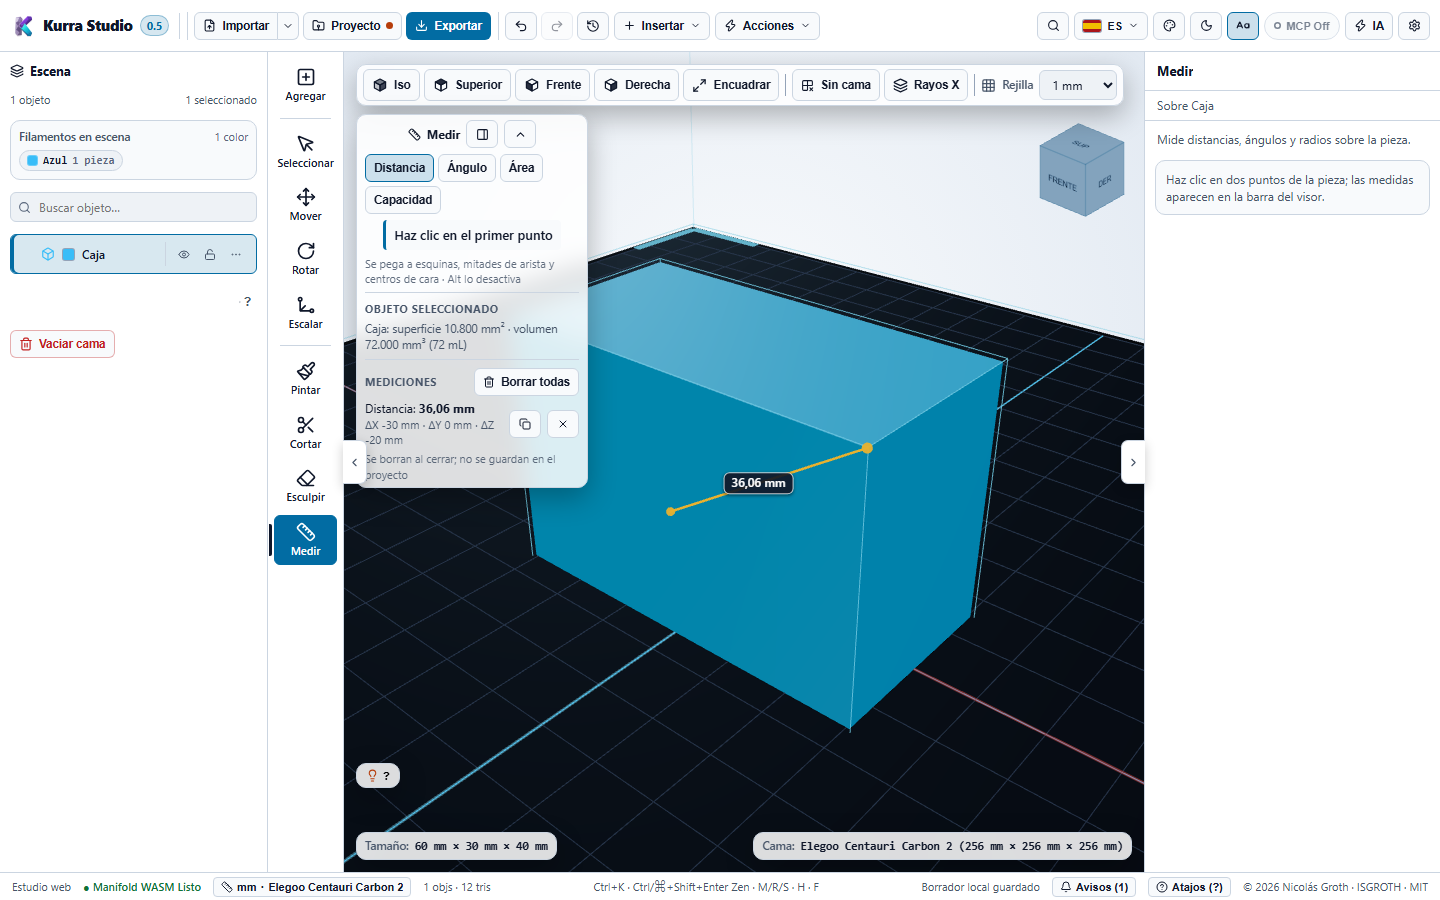 Kurra Studio 0.5
Importar
Proyecto
Exportar
Insertar
Acciones
ES
Aα
MCP Off
IA
Escena
1 objeto
1 seleccionado
Filamentos en escena
1 color
Azul 1 pieza
Buscar objeto...
Caja
?
Vaciar cama
Agregar
Seleccionar
Mover
Rotar
Escalar
Pintar
Cortar
Esculpir
Medir
Iso
Superior
Frente
Derecha
Encuadrar
Sin cama
Rayos X
Rejilla
1 mm
Medir
Distancia
Ángulo
Área
Capacidad
Haz clic en el primer punto
Se pega a esquinas, mitades de arista y
centros de cara · Alt lo desactiva
OBJETO SELECCIONADO
Caja: superficie 10.800 mm² · volumen
72.000 mm³ (72 mL)
MEDICIONES
Borrar todas
Distancia: 36,06 mm
ΔX -30 mm · ΔY 0 mm · ΔZ
-20 mm
Se borran al cerrar; no se guardan en el
proyecto
36,06 mm
SUP
FRENTE
DER
?
Tamaño: 60 mm × 30 mm × 40 mm
Cama: Elegoo Centauri Carbon 2 (256 mm × 256 mm × 256 mm)
Medir
Sobre Caja
Mide distancias, ángulos y radios sobre la pieza.
Haz clic en dos puntos de la pieza; las medidas
aparecen en la barra del visor.
Estudio web
Manifold WASM Listo
mm · Elegoo Centauri Carbon 2
1 objs · 12 tris
Ctrl+K · Ctrl/⌘+Shift+Enter Zen · M/R/S · H · F
Borrador local guardado
Avisos (1)
Atajos (?)
© 2026 Nicolás Groth · ISGROTH · MIT